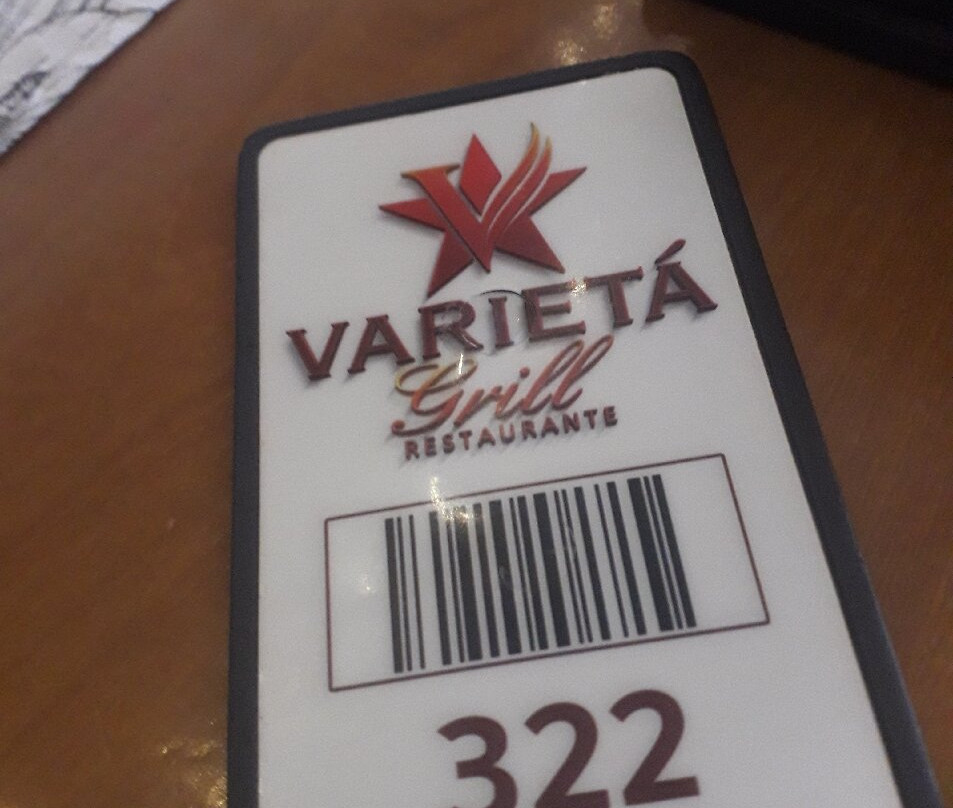 VARIETÁ
Grill
RESTAURANTE
322